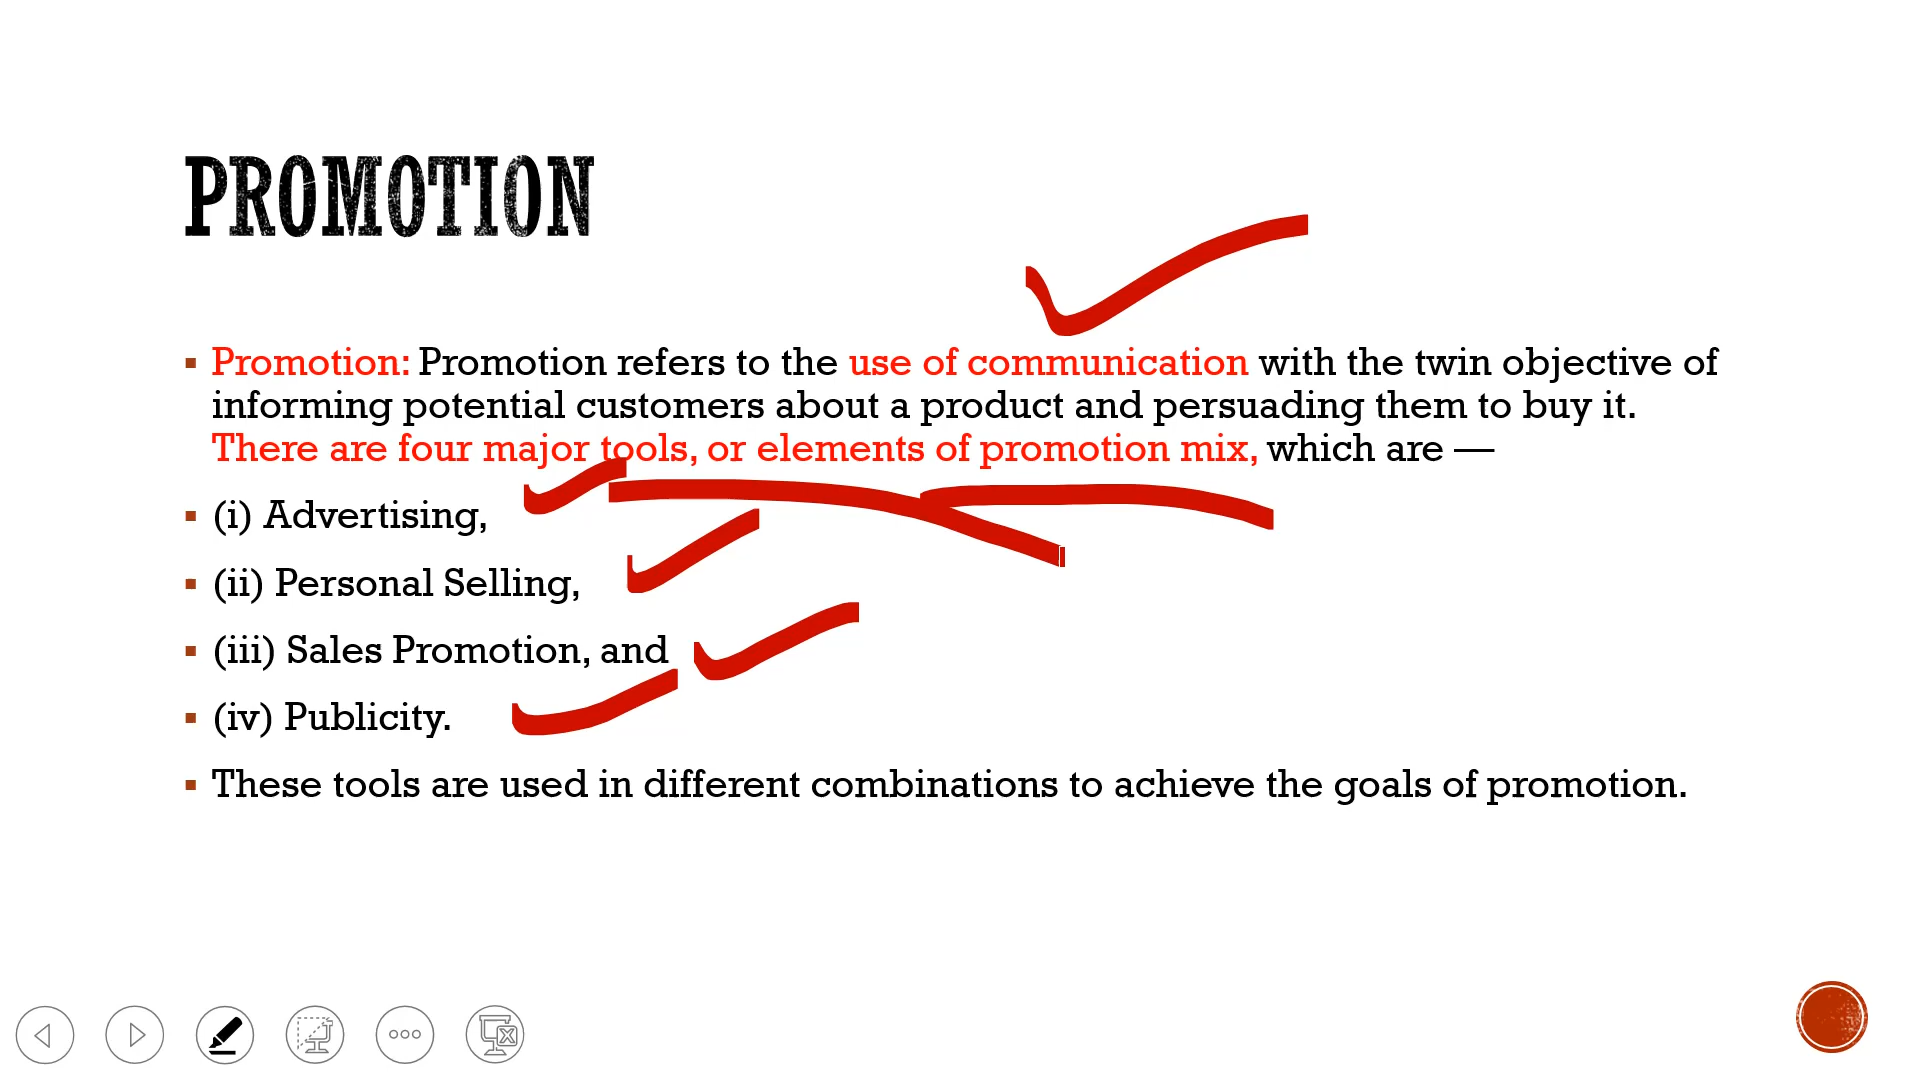 PROMOTION
Promotion: Promotion refers to the use of communication with the twin objective of
informing potential customers about a product and persuading them to buy it.
There are four major tools, or elements of promotion mix, which are —
(i) Advertising,
(ii) Personal Selling,
(iii) Sales Promotion, and
(iv) Publicity.
These tools are used in different combinations to achieve the goals of promotion.